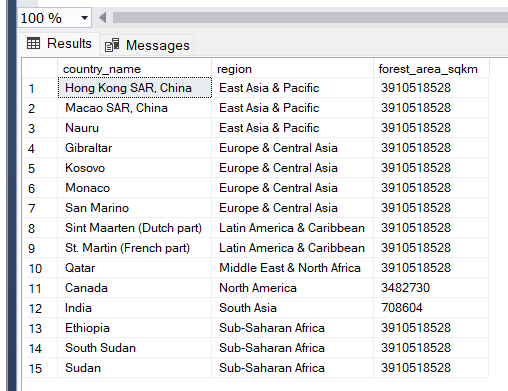 100 %
Results Messages
country_name region forest_area_sqkm
1 Hong Kong SAR, China East Asia & Pacific 3910518528
2 Macao SAR, China East Asia & Pacific 3910518528
3 Nauru East Asia & Pacific 3910518528
4 Gibraltar Europe & Central Asia 3910518528
5 Kosovo Europe & Central Asia 3910518528
6 Monaco Europe & Central Asia 3910518528
7 San Marino Europe & Central Asia 3910518528
8 Sint Maarten (Dutch part) Latin America & Caribbean 3910518528
9 St. Martin (French part) Latin America & Caribbean 3910518528
10 Qatar Middle East & North Africa 3910518528
11 Canada North America 3482730
12 India South Asia 708604
13 Ethiopia Sub-Saharan Africa 3910518528
14 South Sudan Sub-Saharan Africa 3910518528
15 Sudan Sub-Saharan Africa 3910518528